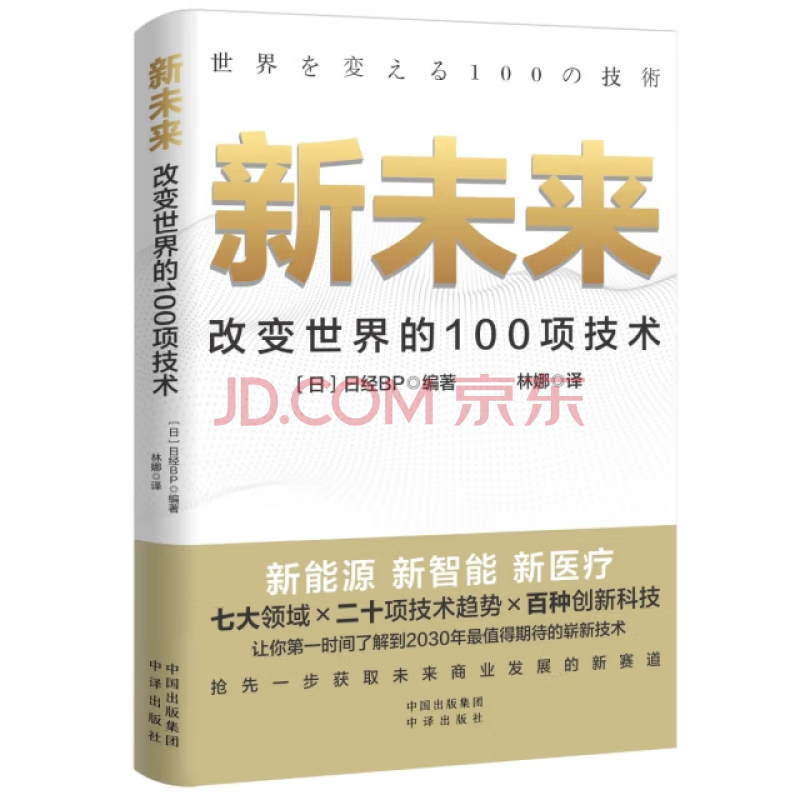 新未来
改变世界的100项技术
[日]日经BP◎编著
林娜◎译
中国出版集团
中译出版社
世界を変える100の技術
新未来
改变世界的100项技术
[日]日经BP◎编著 林娜◎译
JD.COM 京东
新能源 新智能 新医疗
七大领域×二十项技术趋势×百种创新科技
让你第一时间了解到2030年最值得期待的崭新技术
抢先一步获取未来商业发展的新赛道
中国出版集团
中译出版社